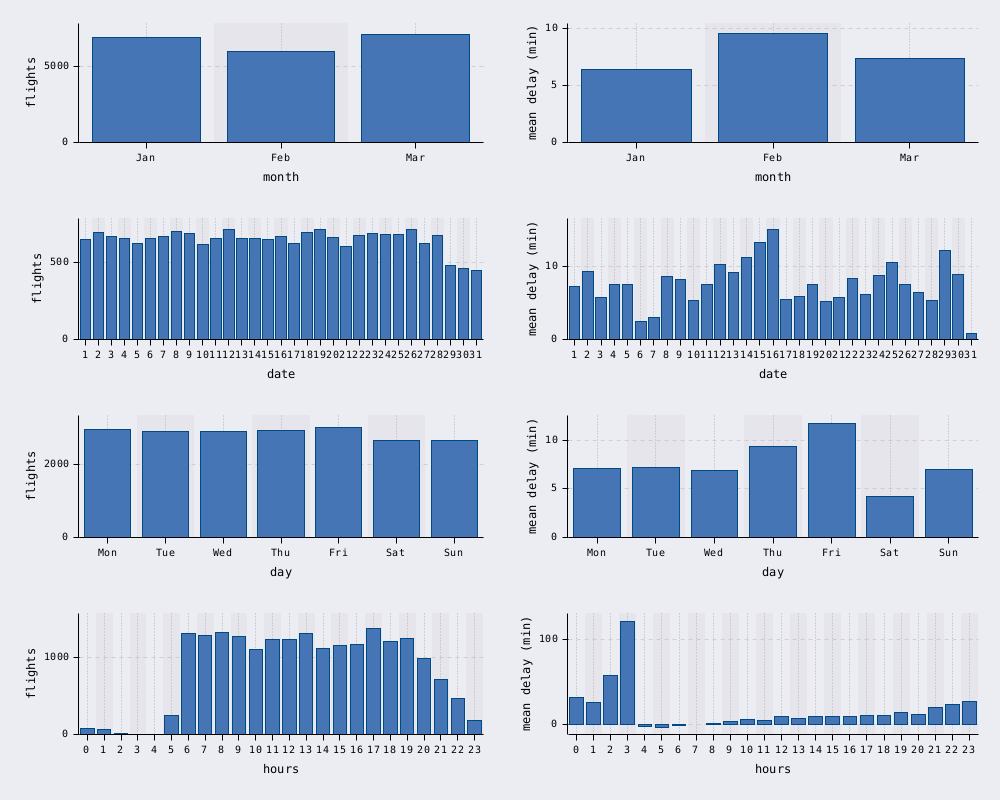 flights
5000
0
Jan Feb Mar
month
mean delay (min)
10
5
0
Jan Feb Mar
month
flights
500
0
1 2 3 4 5 6 7 8 9 10 11 12 13 14 15 16 17 18 19 20 21 22 23 24 25 26 27 28 29 30 31
date
mean delay (min)
10
0
1 2 3 4 5 6 7 8 9 10 11 12 13 14 15 16 17 18 19 20 21 22 23 24 25 26 27 28 29 30 31
date
flights
2000
0
Mon Tue Wed Thu Fri Sat Sun
day
mean delay (min)
10
5
0
Mon Tue Wed Thu Fri Sat Sun
day
flights
1000
0
0 1 2 3 4 5 6 7 8 9 10 11 12 13 14 15 16 17 18 19 20 21 22 23
hours
mean delay (min)
100
0
0 1 2 3 4 5 6 7 8 9 10 11 12 13 14 15 16 17 18 19 20 21 22 23
hours